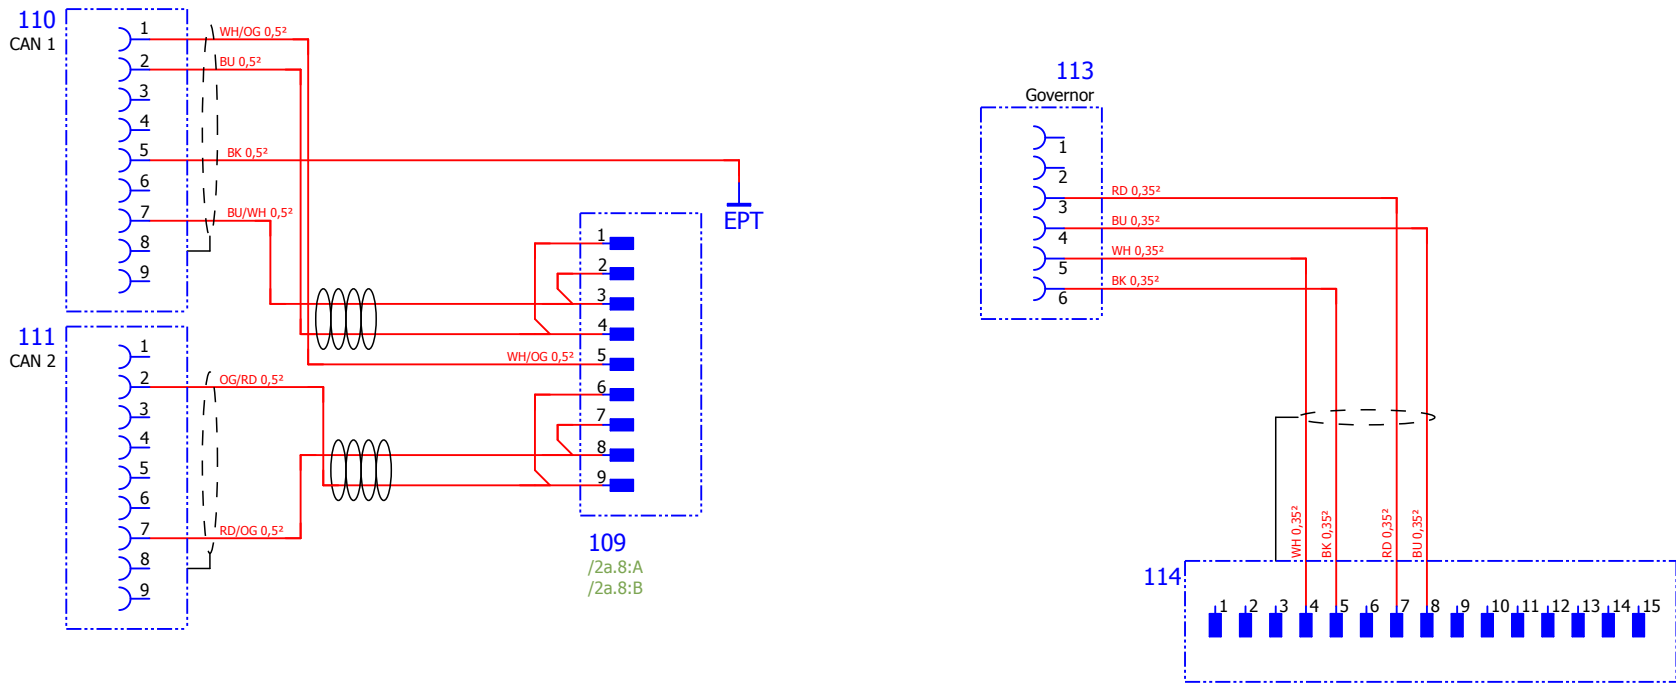 110
CAN 1
1
2
3
4
5
6
7
8
9
WH/OG 0,5²
BU 0,5²
BK 0,5²
BU/WH 0,5²
EPT
111
CAN 2
1
2
3
4
5
6
7
8
9
OG/RD 0,5²
RD/OG 0,5²
WH/OG 0,5²
1
2
3
4
5
6
7
8
9
109
/2a.8:A
/2a.8:B
113
Governor
1
2
3
4
5
6
RD 0,35²
BU 0,35²
WH 0,35²
BK 0,35²
WH 0,35²
BK 0,35²
RD 0,35²
BU 0,35²
114
1 2 3 4 5 6 7 8 9 10 11 12 13 14 15